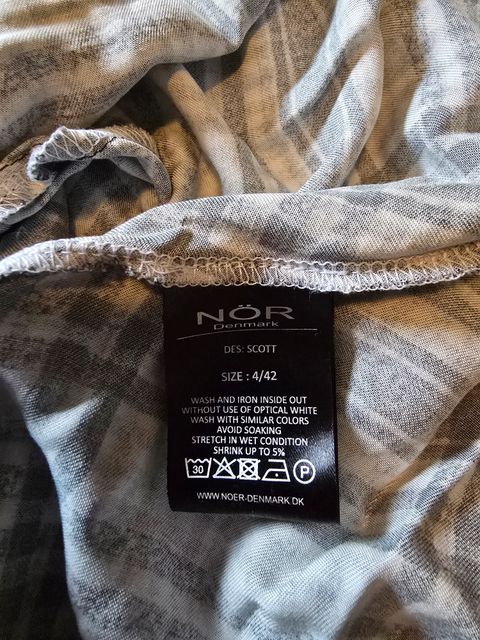 NÖR
Denmark
DES: SCOTT
SIZE : 4/42
WASH AND IRON INSIDE OUT
WITHOUT USE OF OPTICAL WHITE
WASH WITH SIMILAR COLORS
AVOID SOAKING
STRETCH IN WET CONDITION
SHRINK UP TO 5%
30 P
WWW.NOER-DENMARK.DK